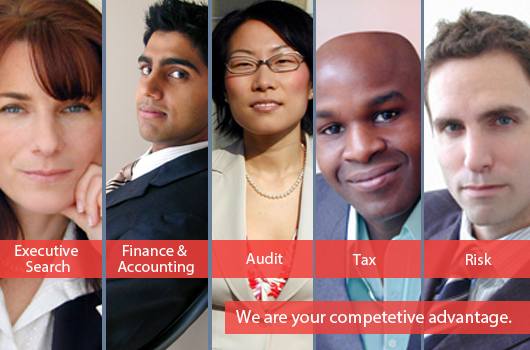 Executive
Search
Finance &
Accounting
Audit
Tax
Risk
We are your competetive advantage.